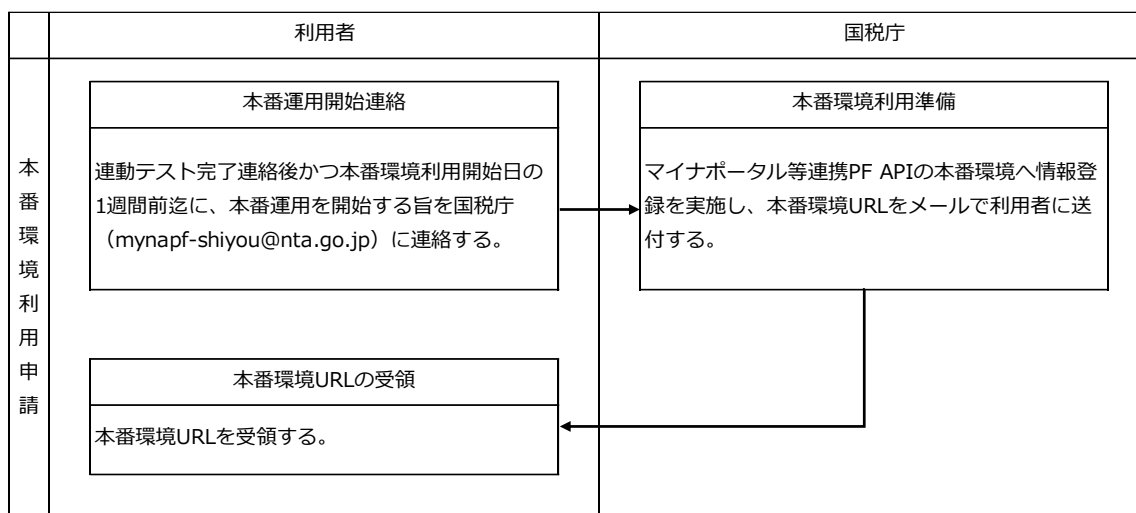 利用者
国税庁
本番環境利用申請
本番運用開始連絡
連動テスト完了連絡後かつ本番環境利用開始日の
1週間前迄に、本番運用を開始する旨を国税庁
（mynapf-shiyou@nta.go.jp）に連絡する。
本番環境利用準備
マイナポータル等連携PF APIの本番環境へ情報登
録を実施し、本番環境URLをメールで利用者に送
付する。
本番環境URLの受領
本番環境URLを受領する。